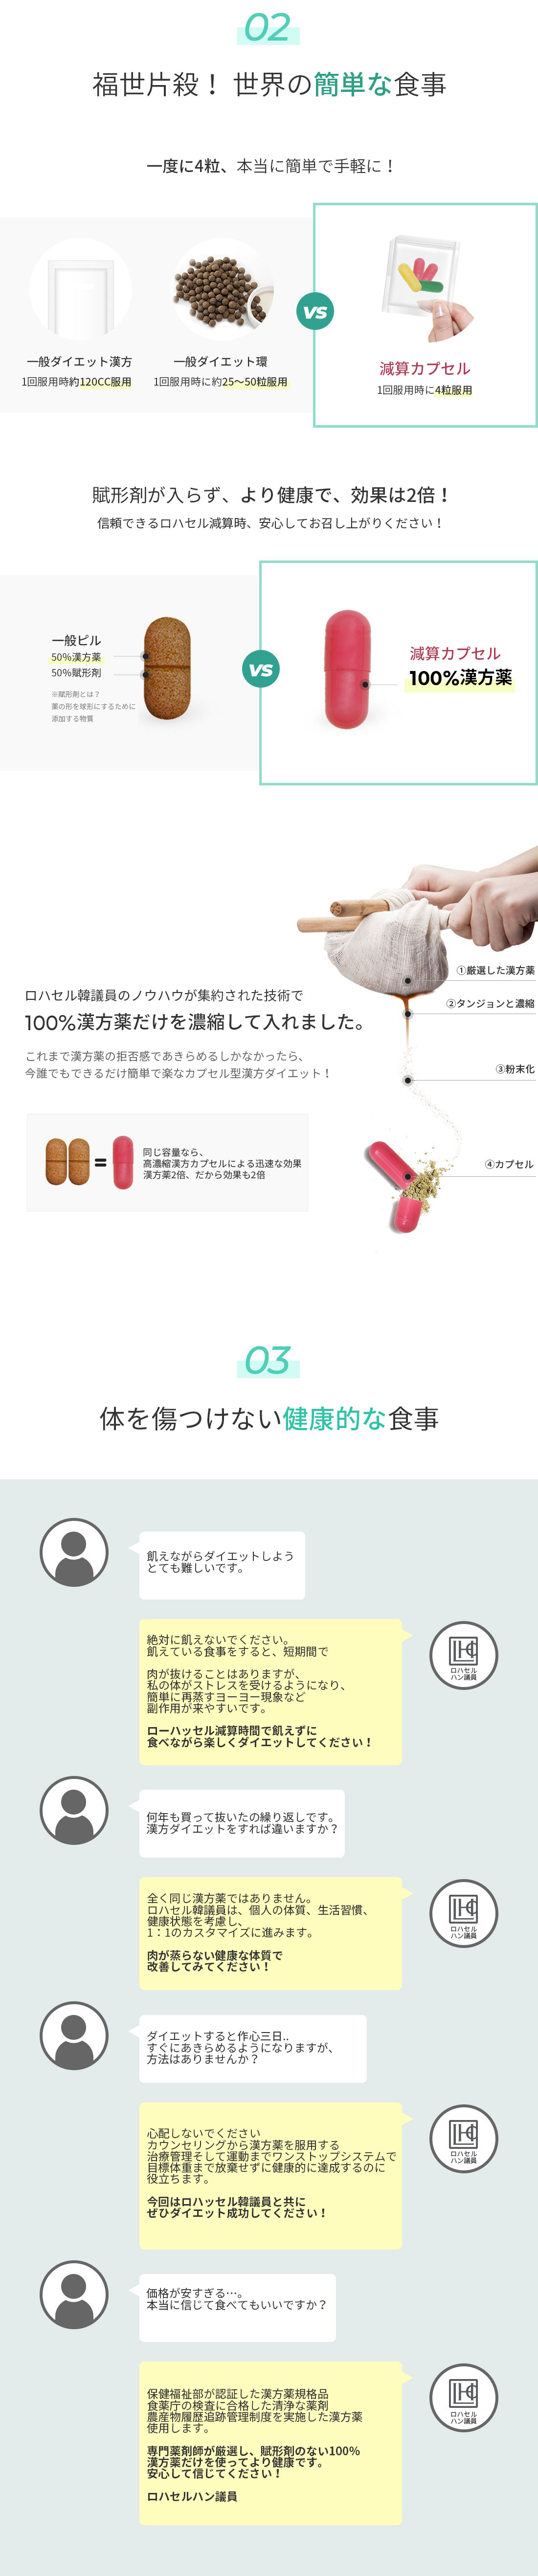 02
福世片殺！ 世界の簡単な食事
一度に4粒、本当に簡単で手軽に！
一般ダイエット漢方
1回服用時約120CC服用
一般ダイエット環
1回服用時に約25～50粒服用
VS
減算カプセル
1回服用時に4粒服用
賦形剤が入らず、より健康で、効果は2倍！
信頼できるロハセル減算時、安心してお召し上がりください！
一般ピル
50%漢方薬
50%賦形剤
※賦形剤とは？
薬の形を球形にするために
添加する物質
VS
減算カプセル
100%漢方薬
①厳選した漢方薬
②タンジョンと濃縮
③粉末化
④カプセル
ロハセル韓議員のノウハウが集約された技術で
100%漢方薬だけを濃縮して入れました。
これまで漢方薬の拒否感であきらめるしかなかったら、
今誰でもできるだけ簡単で楽なカプセル型漢方ダイエット！
=
同じ容量なら、
高濃縮漢方カプセルによる迅速な効果
漢方薬2倍、だから効果も2倍
03
体を傷つけない健康的な食事
飢えながらダイエットしよう
とても難しいです。
絶対に飢えないでください。
飢えている食事をすると、短期間で
肉が抜けることはありますが、
私の体がストレスを受けるようになり、
簡単に再蒸すヨーヨー現象など
副作用が来やすいです。
ローハッセル減算時間で飢えずに
食べながら楽しくダイエットしてください！
ロハセル
ハン議員
何年も買って抜いたの繰り返しです。
漢方ダイエットをすれば違いますか？
全く同じ漢方薬ではありません。
ロハセル韓議員は、個人の体質、生活習慣、
健康状態を考慮し、
1：1のカスタマイズに進みます。
肉が蒸らない健康な体質で
改善してみてください！
ロハセル
ハン議員
ダイエットすると作心三日..
すぐにあきらめるようになりますが、
方法はありませんか？
心配しないでください
カウンセリングから漢方薬を服用する
治療管理そして運動までワンストップシステムで
目標体重まで放棄せずに健康的に達成するのに
役立ちます。
今回はロハッセル韓議員と共に
ぜひダイエット成功してください！
ロハセル
ハン議員
価格が安すぎる…。
本当に信じて食べてもいいですか？
保健福祉部が認証した漢方薬規格品
食薬庁の検査に合格した清浄な薬剤
農産物履歴追跡管理制度を実施した漢方薬
使用します。
専門薬剤師が厳選し、賦形剤のない100%
漢方薬だけを使ってより健康です。
安心して信じてください！
ロハセルハン議員
ロハセル
ハン議員